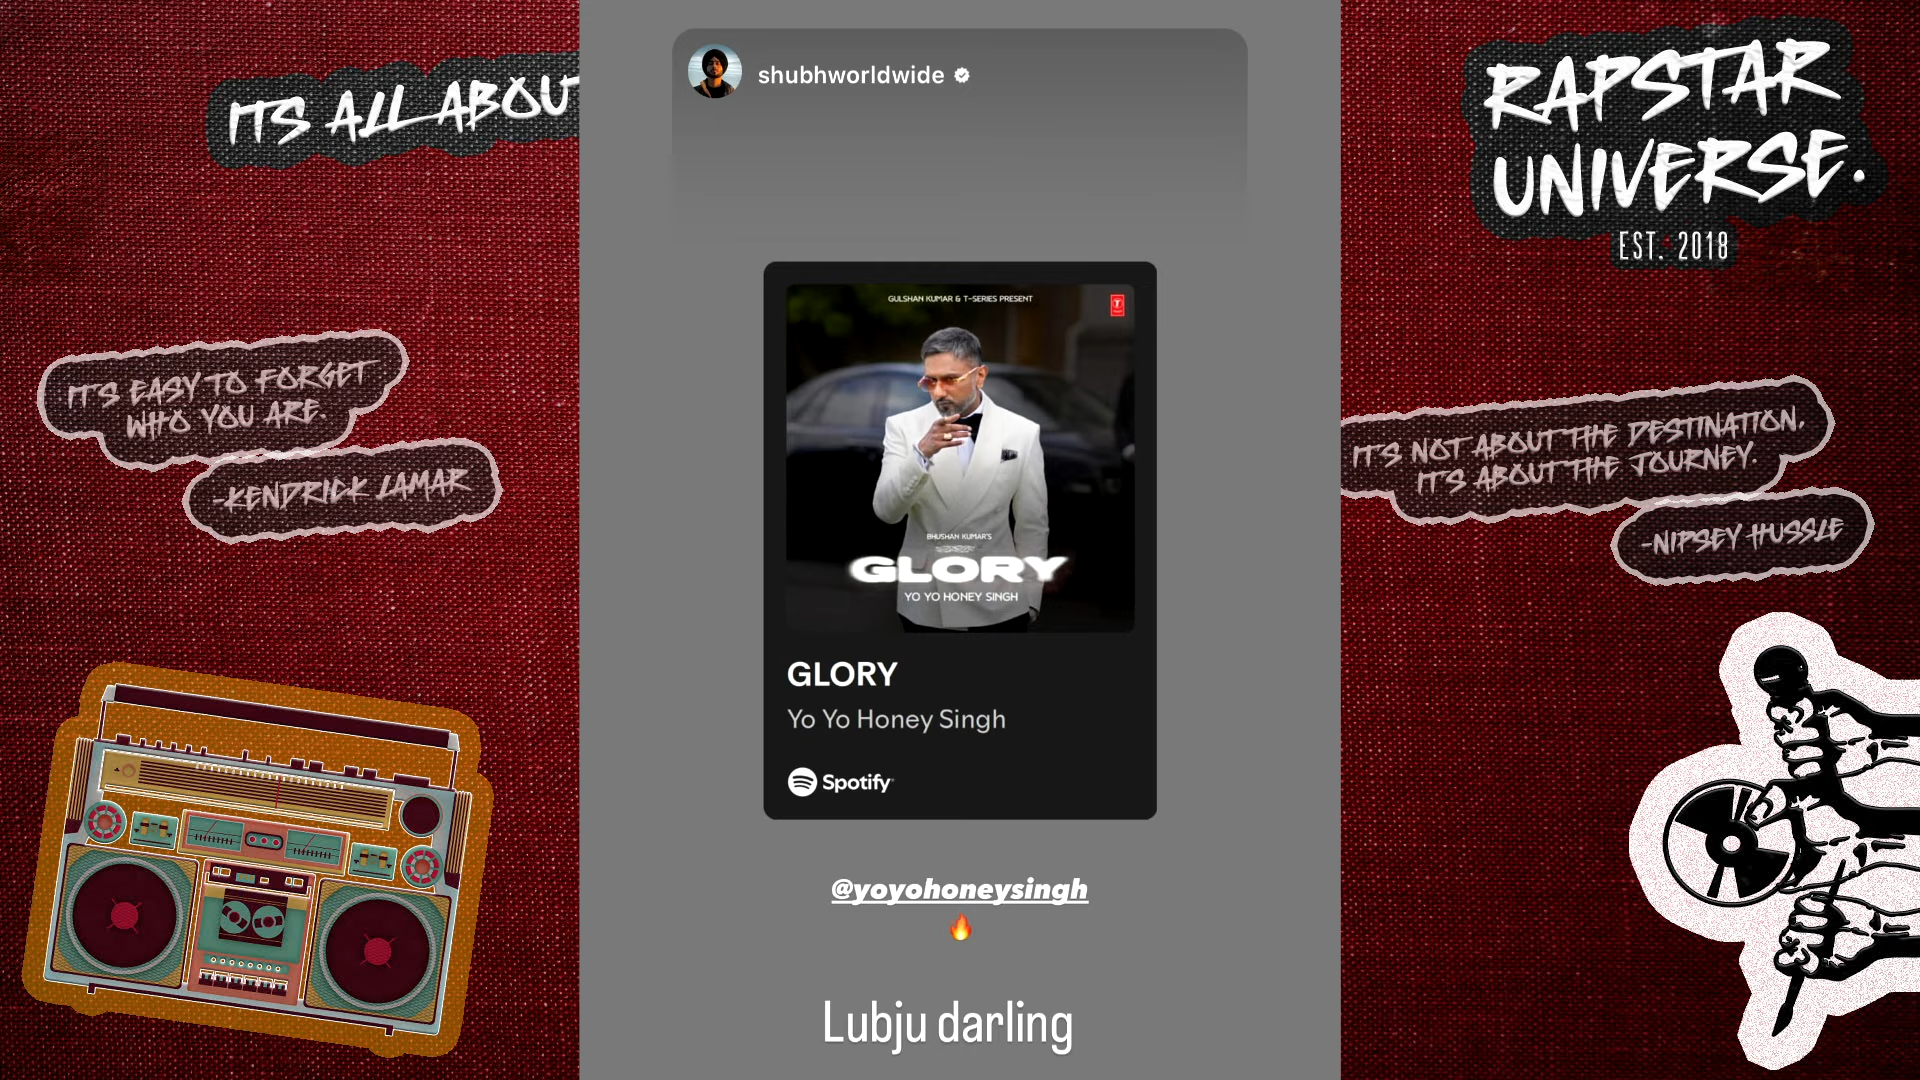 ITS ALL ABOU
RAPSTAR
UNIVERSE.
EST. 2018
shubhworldwide
GULSHAN KUMAR & T-SERIES PRESENT
T
BHUSHAN KUMAR'S
GLORY
YO YO HONEY SINGH
GLORY
Yo Yo Honey Singh
Spotify
@yoyohoneysingh
🔥
Lubju darling
IT'S EASY TO FORGET
WHO YOU ARE.
-KENDRICK LAMAR
IT'S NOT ABOUT THE DESTINATION,
IT'S ABOUT THE JOURNEY.
-NIPSEY HUSSLE